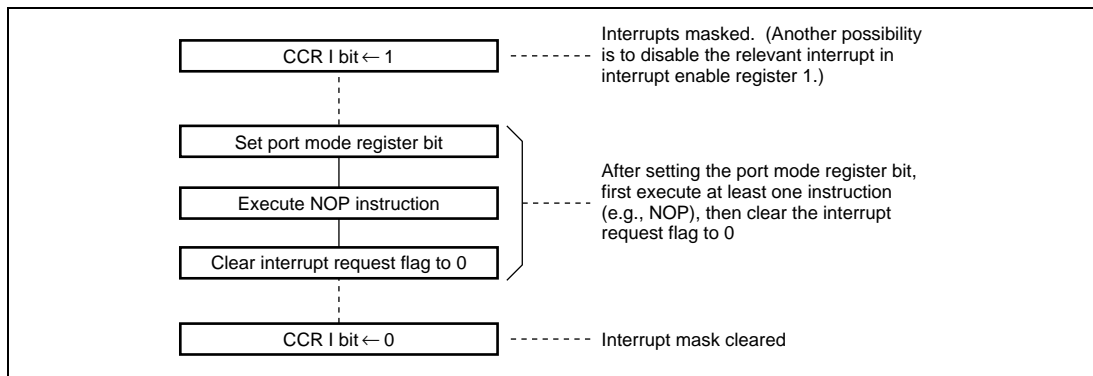 CCR I bit ← 1
Interrupts masked. (Another possibility
is to disable the relevant interrupt in
interrupt enable register 1.)
Set port mode register bit
Execute NOP instruction
Clear interrupt request flag to 0
After setting the port mode register bit,
first execute at least one instruction
(e.g., NOP), then clear the interrupt
request flag to 0
CCR I bit ← 0
Interrupt mask cleared